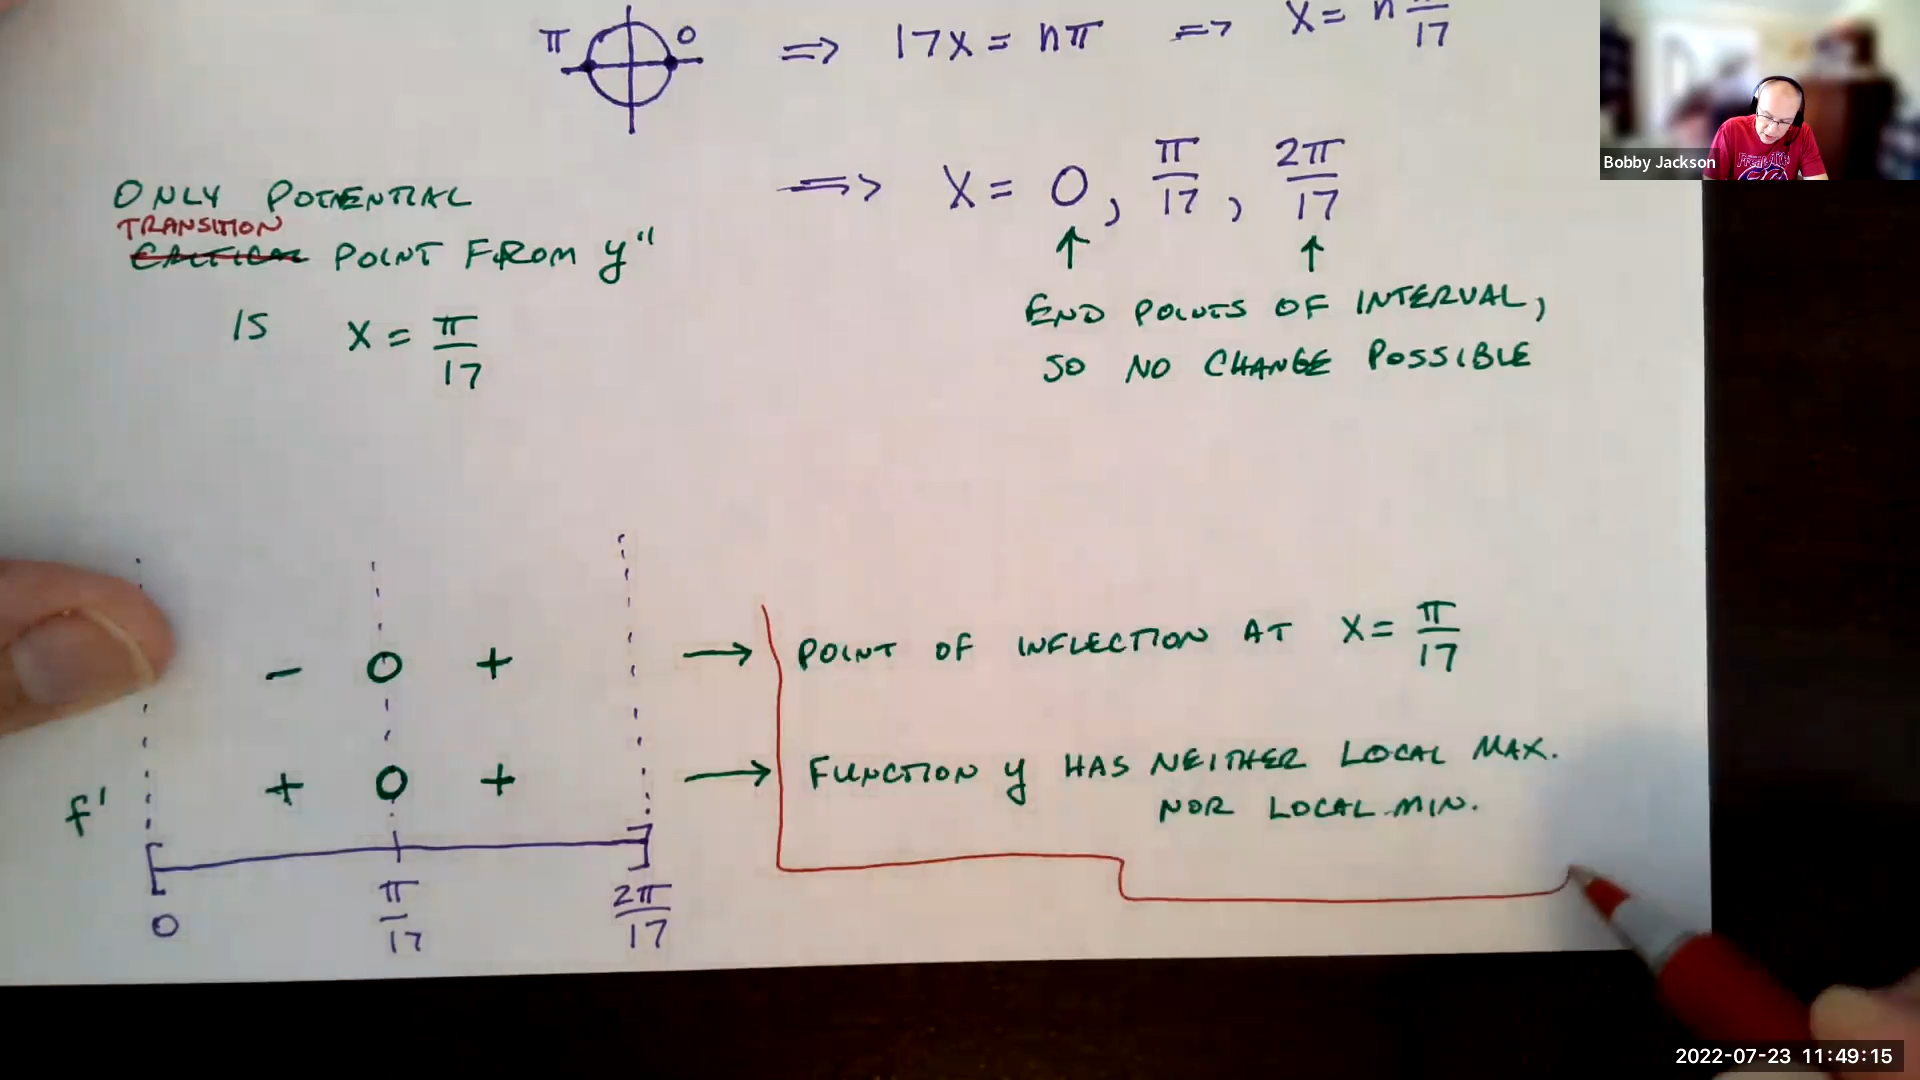 π 0 ⇒ 17x = nπ ⇒ x = n π/17
⇒ x = 0, π/17, 2π/17
ONLY POTENTIAL
TRANSITION
CRITICAL POINT FROM y"
IS x = π/17
↑ ↑
END POINTS OF INTERVAL,
SO NO CHANGE POSSIBLE
- 0 + → POINT OF INFLECTION AT x = π/17
f' + 0 + → FUNCTION y HAS NEITHER LOCAL MAX.
NOR LOCAL MIN.
0 π/17 2π/17
Bobby Jackson
2022-07-23 11:49:15